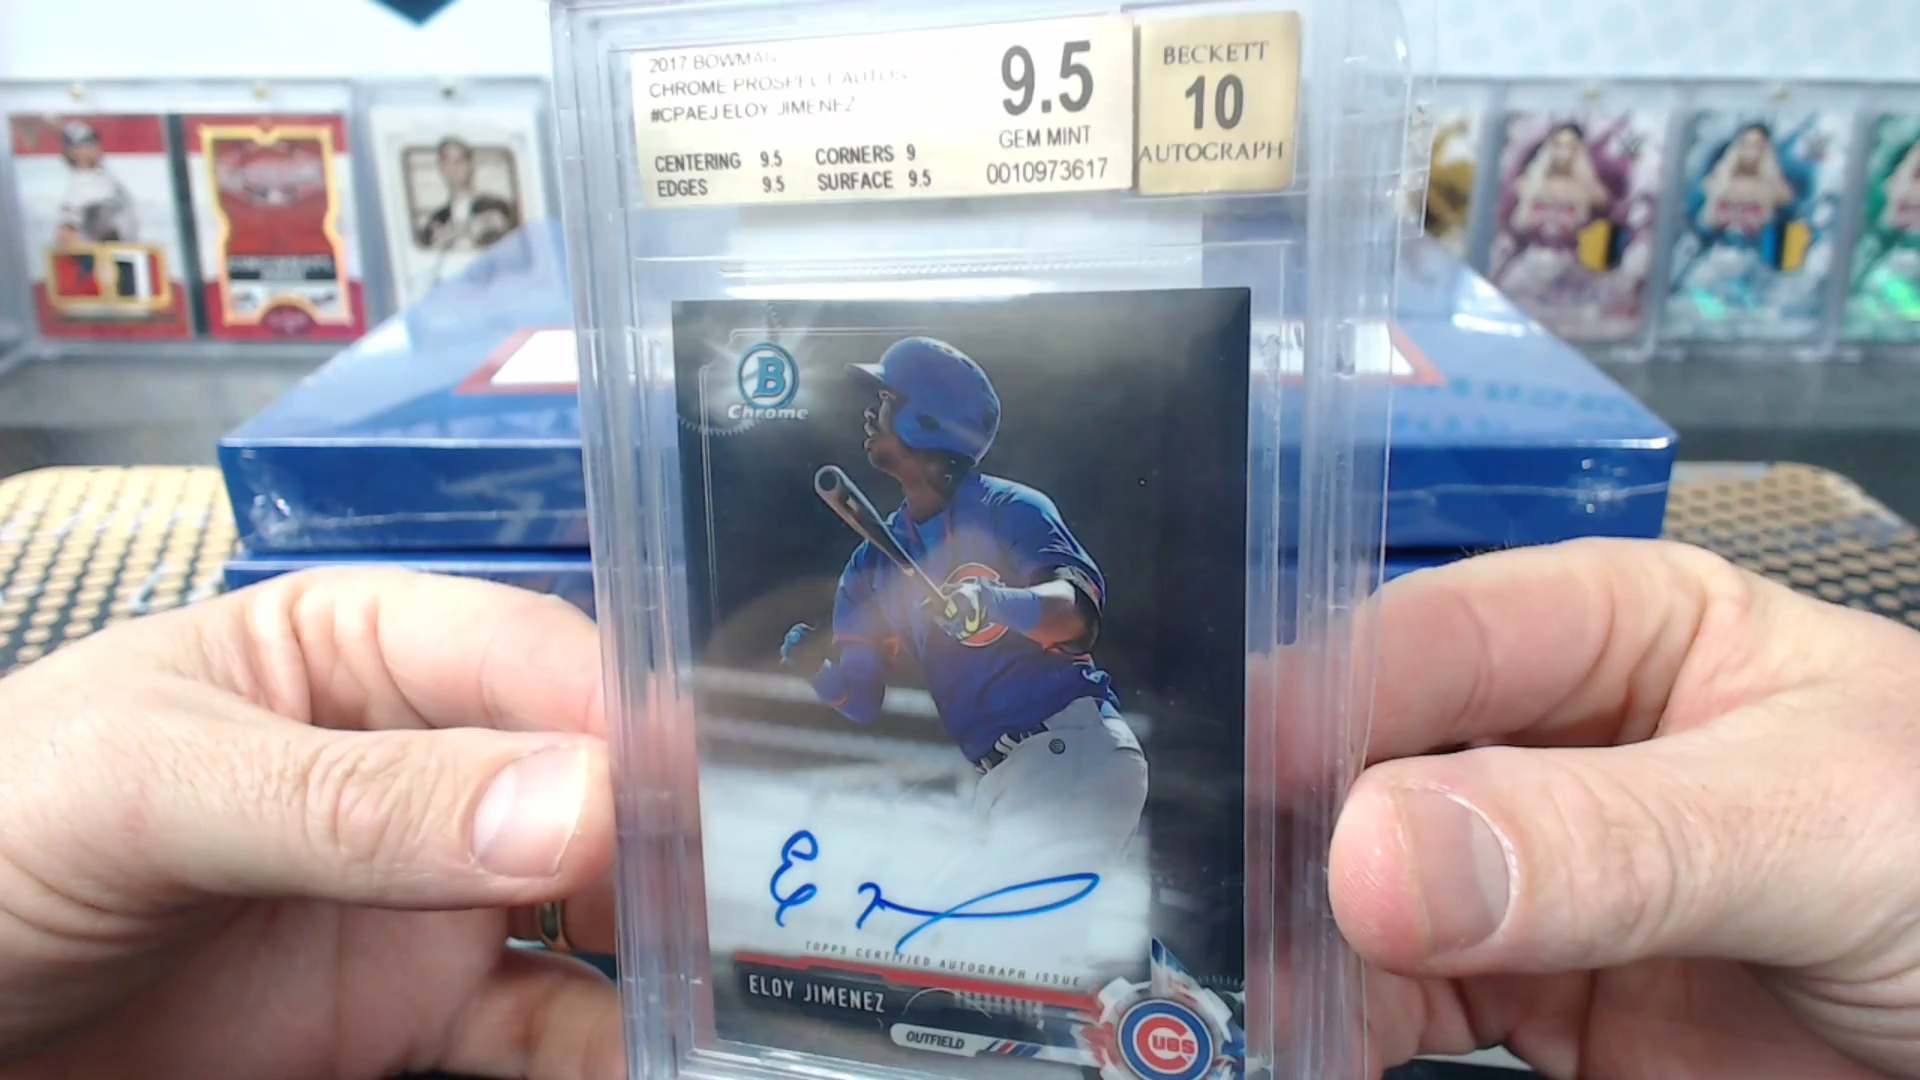 2017 BOWMAN
CHROME PROSPECT AUTOS
#CPAEJ ELOY JIMENEZ
CENTERING 9.5 CORNERS 9
EDGES 9.5 SURFACE 9.5
9.5
GEM MINT
0010973617
BECKETT
10
AUTOGRAPH
B
Chrome
TOPPS CERTIFIED AUTOGRAPH ISSUE
ELOY JIMENEZ
OUTFIELD
CUBS